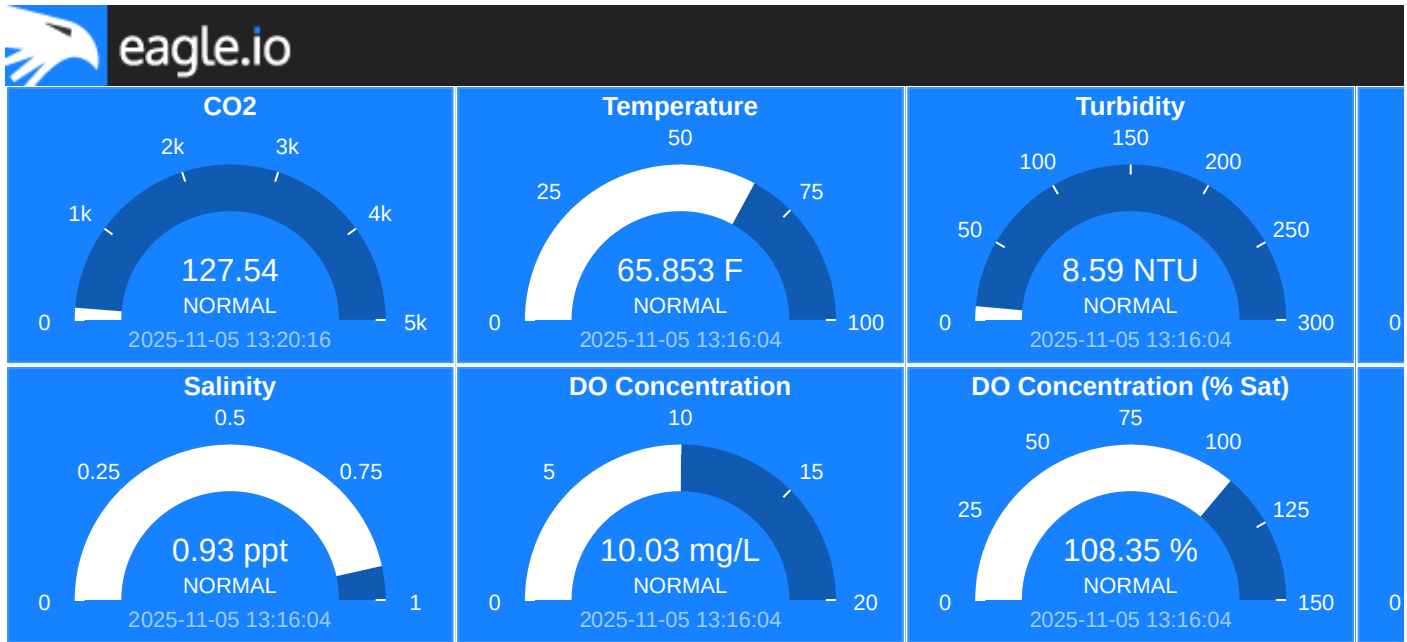 eagle.io
CO2
2k
3k
1k
4k
127.54
NORMAL
0
5k
2025-11-05 13:20:16
Temperature
50
25
75
65.853 F
NORMAL
0
100
2025-11-05 13:16:04
Turbidity
150
100
200
50
250
8.59 NTU
NORMAL
0
300
2025-11-05 13:16:04
0
Salinity
0.5
0.25
0.75
0.93 ppt
NORMAL
0
1
2025-11-05 13:16:04
DO Concentration
10
5
15
10.03 mg/L
NORMAL
0
20
2025-11-05 13:16:04
DO Concentration (% Sat)
75
50
100
25
125
108.35 %
NORMAL
0
150
2025-11-05 13:16:04
0